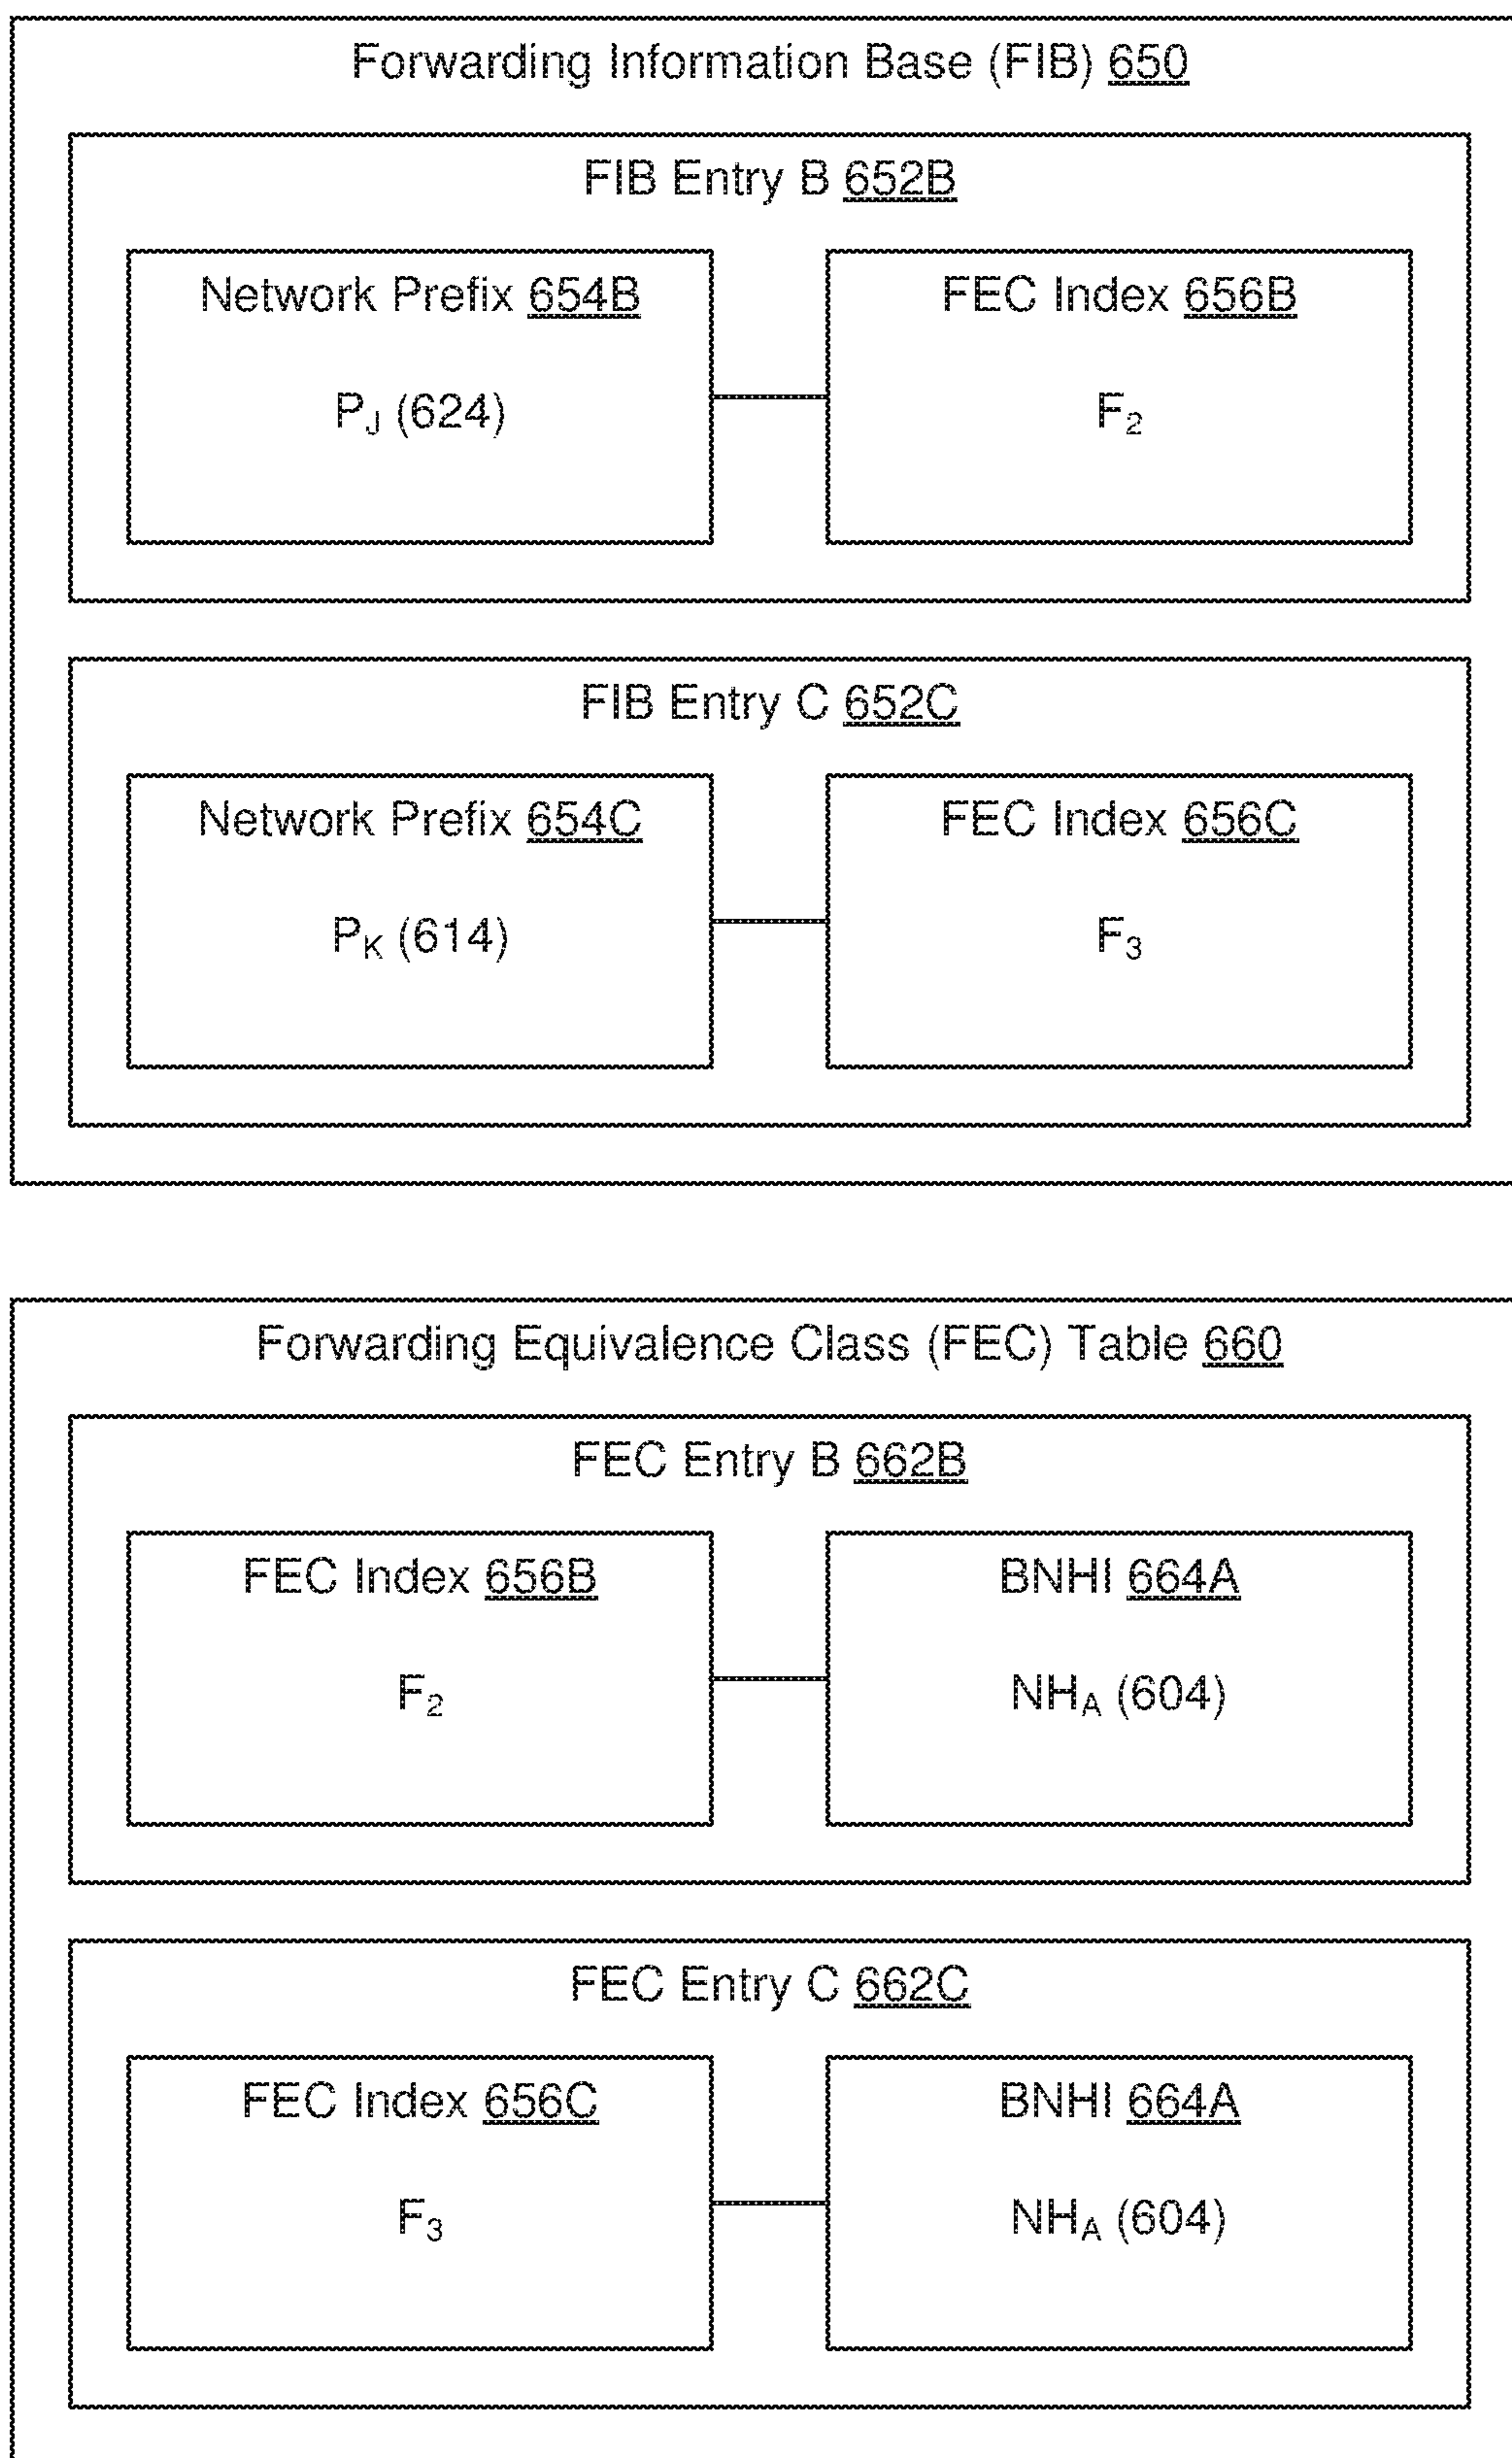 Forwarding Information Base (FIB) 650
FIB Entry B 652B
Network Prefix 654B
FEC Index 656B
PJ (624)
F2
FIB Entry C 652C
Network Prefix 654C
FEC Index 656C
PK (614)
F3
Forwarding Equivalence Class (FEC) Table 660
FEC Entry B 662B
FEC Index 656B
BNHI 664A
F2
NHA (604)
FEC Entry C 662C
FEC Index 656C
BNHI 664A
F3
NHA (604)